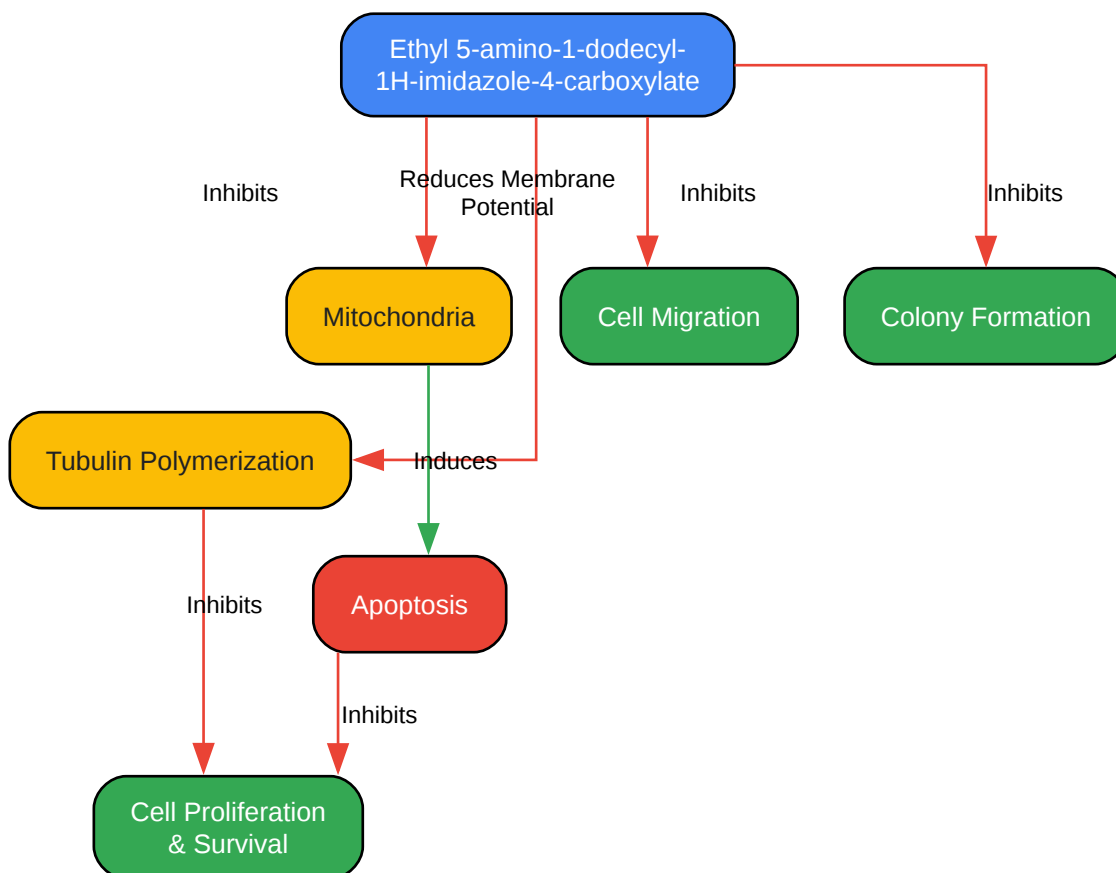 Ethyl 5-amino-1-dodecyl-
1H-imidazole-4-carboxylate
Inhibits
Reduces Membrane
Potential
Inhibits
Inhibits
Mitochondria
Cell Migration
Colony Formation
Tubulin Polymerization
Induces
Inhibits
Apoptosis
Inhibits
Cell Proliferation
& Survival